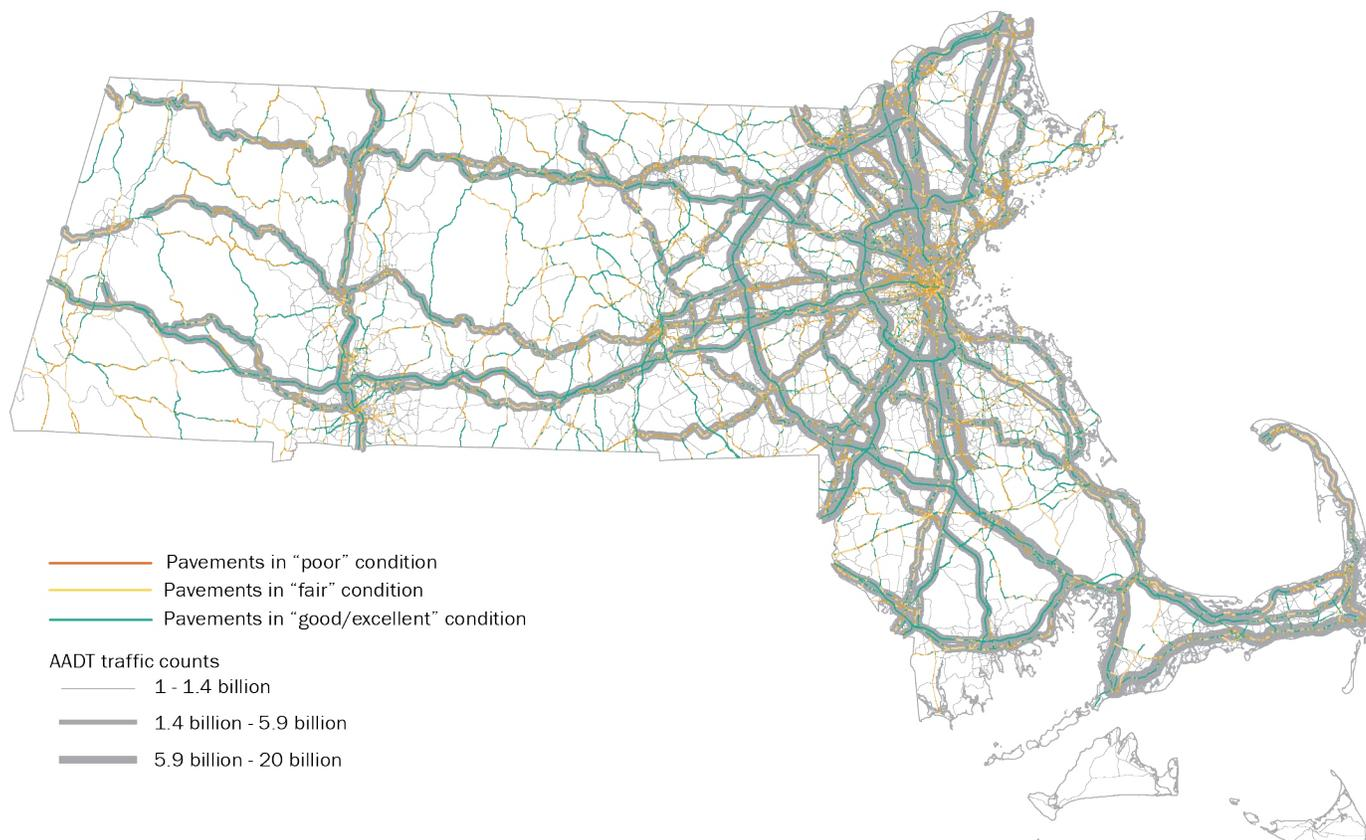 Pavements in “poor” condition
Pavements in “fair” condition
Pavements in “good/excellent” condition
AADT traffic counts
1 - 1.4 billion
1.4 billion - 5.9 billion
5.9 billion - 20 billion